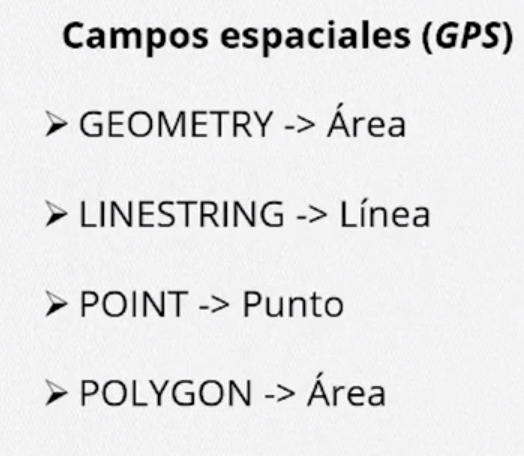 Campos espaciales (GPS)
➢ GEOMETRY -> Área
➢ LINESTRING -> Línea
➢ POINT -> Punto
➢ POLYGON -> Área